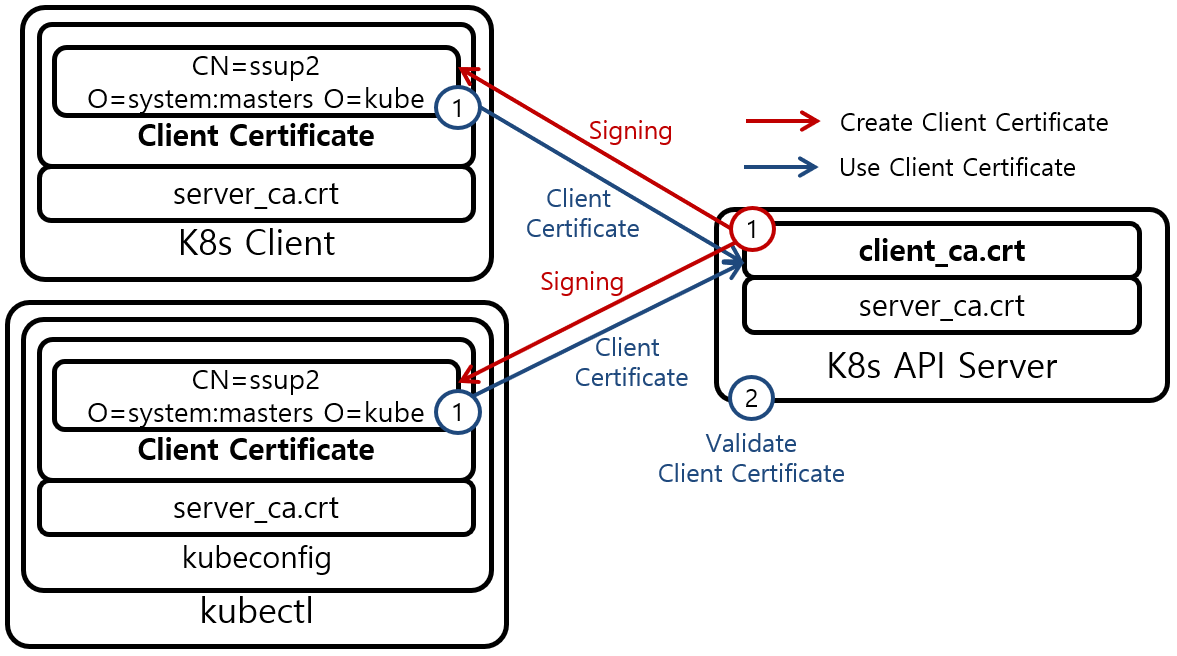 CN=ssup2
O=system:masters O=kube
1
Client Certificate
server_ca.crt
K8s Client
Signing
Client
Certificate
Create Client Certificate
Use Client Certificate
1
client_ca.crt
server_ca.crt
K8s API Server
2
Validate
Client Certificate
Signing
Client
Certificate
CN=ssup2
O=system:masters O=kube
1
Client Certificate
server_ca.crt
kubeconfig
kubectl